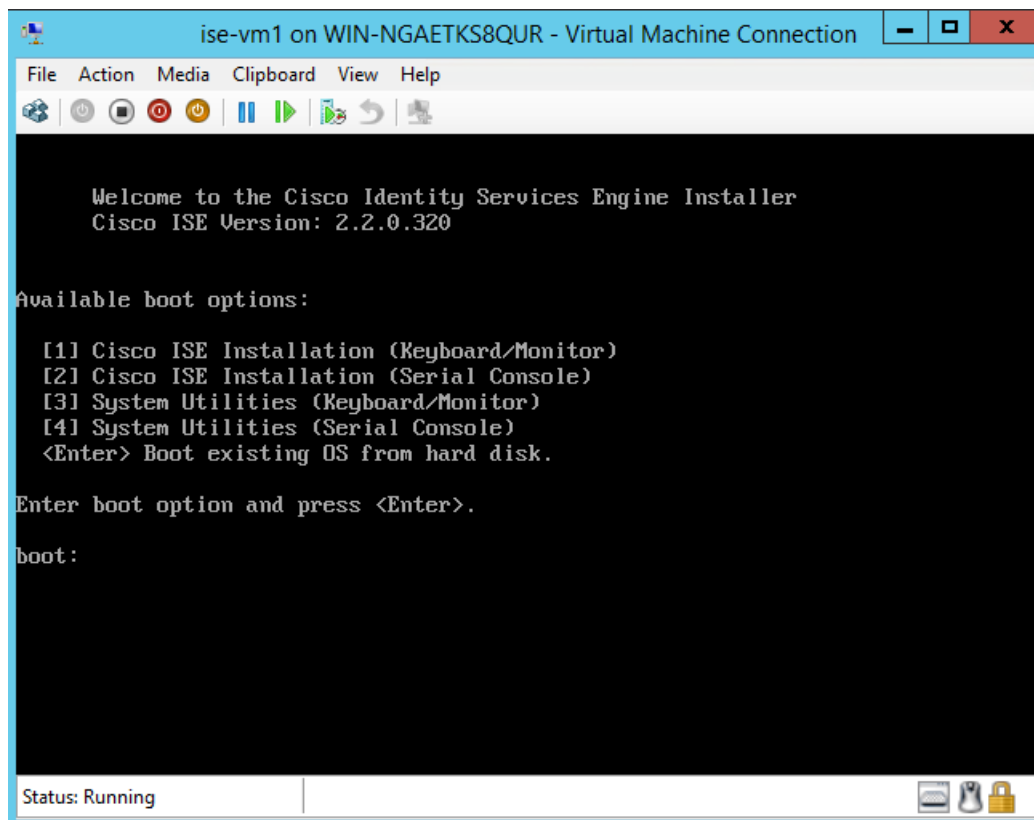 ise-vm1 on WIN-NGAETKS8QUR - Virtual Machine Connection
File Action Media Clipboard View Help
Welcome to the Cisco Identity Services Engine Installer
Cisco ISE Version: 2.2.0.320
Available boot options:
[1] Cisco ISE Installation (Keyboard/Monitor)
[2] Cisco ISE Installation (Serial Console)
[3] System Utilities (Keyboard/Monitor)
[4] System Utilities (Serial Console)
<Enter> Boot existing OS from hard disk.
Enter boot option and press <Enter>.
boot:
Status: Running